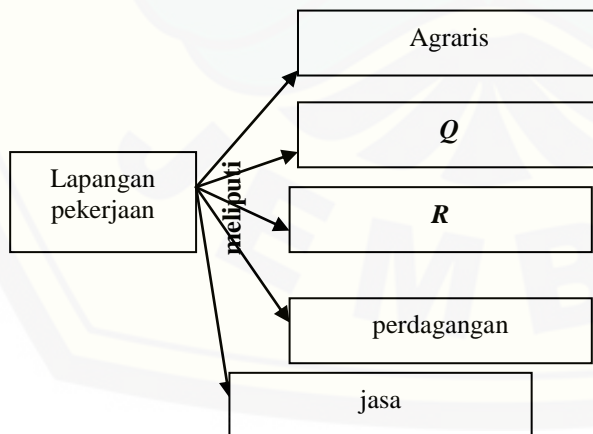 Agraris
Q
Lapangan
pekerjaan
meliputi
R
perdagangan
jasa